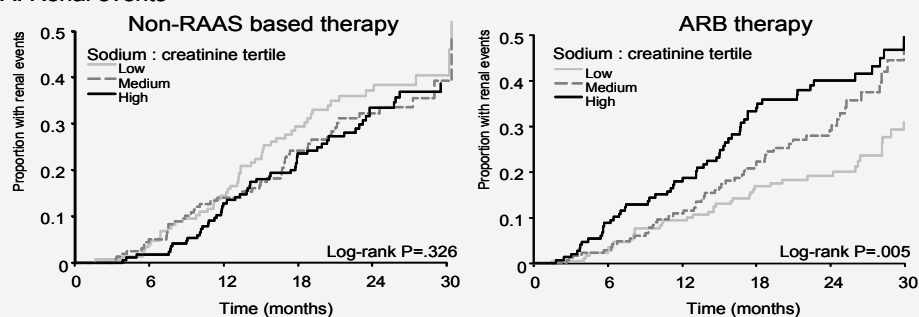 Non-RAAS based therapy
Proportion with renal events
0.5
0.4
0.3
0.2
0.1
0
Sodium : creatinine tertile
Low
Medium
High
Log-rank P=.326
0 6 12 18 24 30
Time (months)
ARB therapy
Proportion with renal events
0.5
0.4
0.3
0.2
0.1
0
Sodium : creatinine tertile
Low
Medium
High
Log-rank P=.005
0 6 12 18 24 30
Time (months)